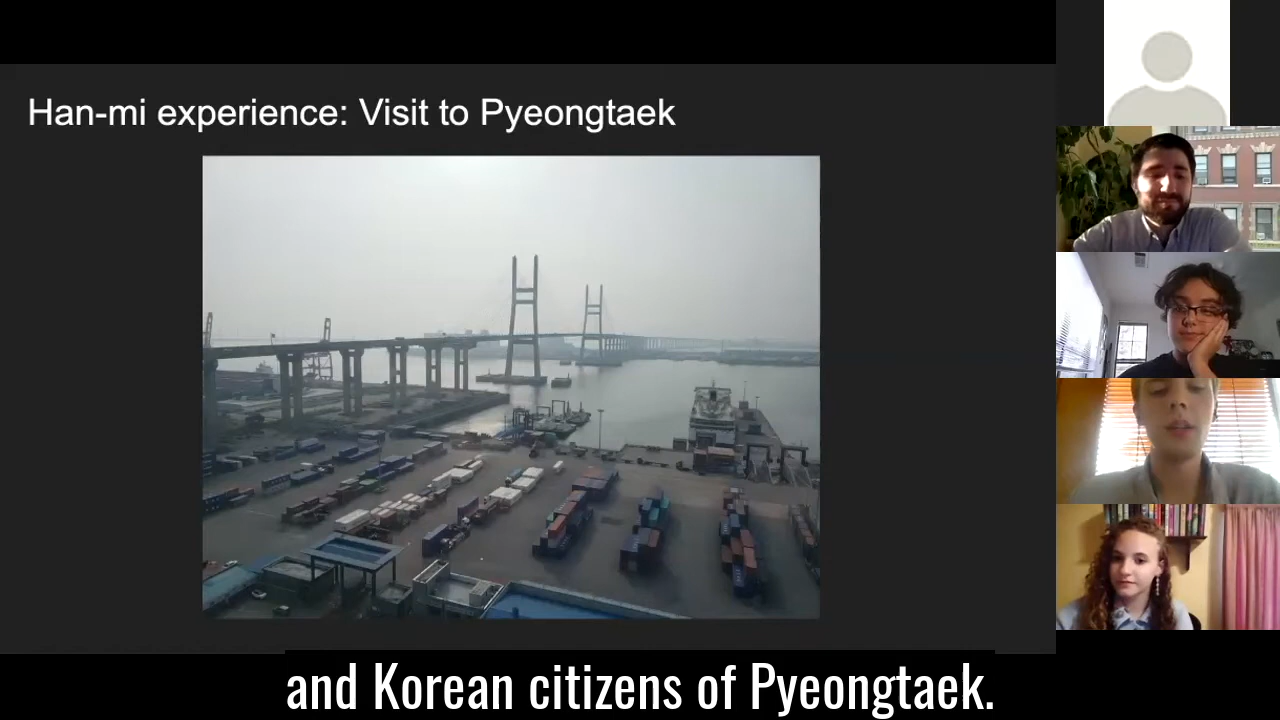 Han-mi experience: Visit to Pyeongtaek
and Korean citizens of Pyeongtaek.